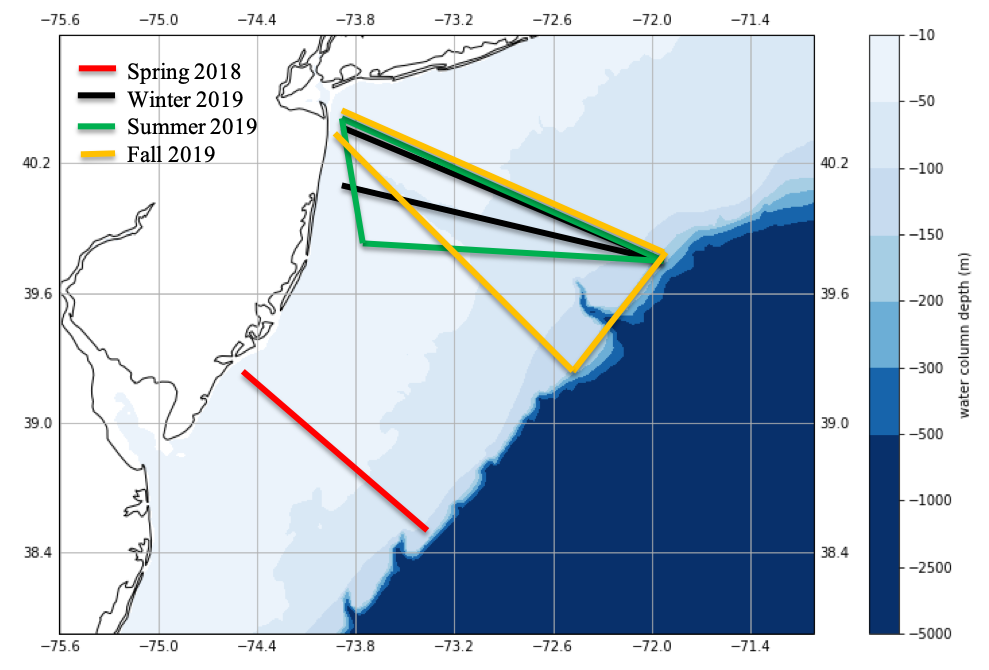 −75.6 −75.0 −74.4 −73.8 −73.2 −72.6 −72.0 −71.4
Spring 2018
Winter 2019
Summer 2019
Fall 2019
40.2 40.2
39.6 39.6
39.0 39.0
38.4 38.4
−75.6 −75.0 −74.4 −73.8 −73.2 −72.6 −72.0 −71.4
−10
−50
−100
−150
−200
−300
−500
−1000
−2500
−5000
water column depth (m)